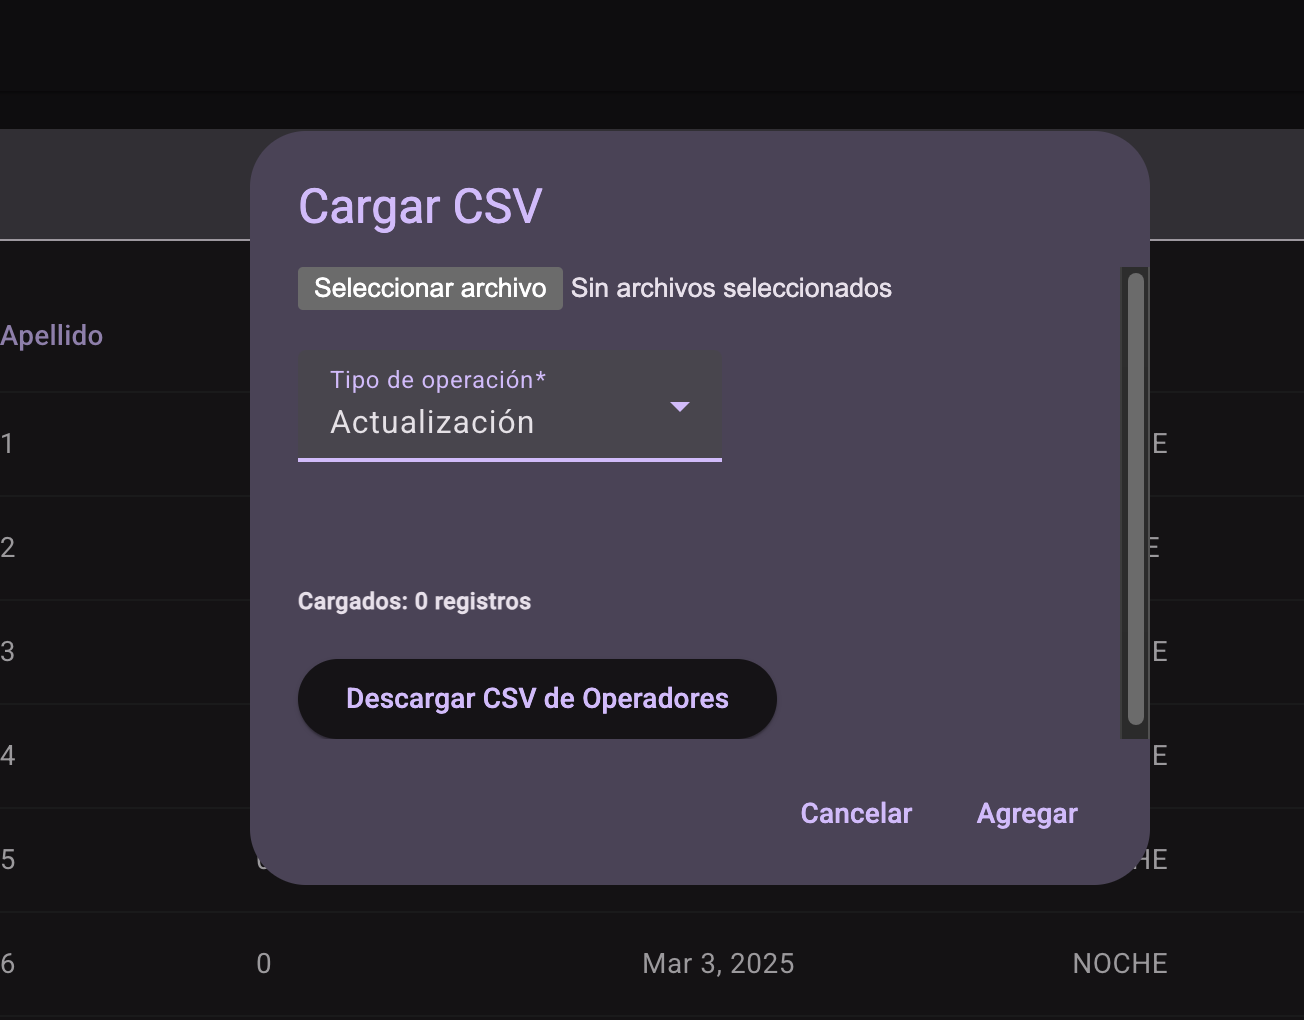 Cargar CSV
Seleccionar archivo Sin archivos seleccionados
Apellido
Tipo de operación*
Actualización
1
E
2
E
Cargados: 0 registros
3
E
Descargar CSV de Operadores
4
E
Cancelar Agregar
5
HE
6 0 Mar 3, 2025 NOCHE